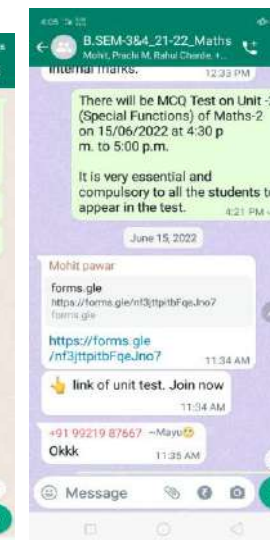 4:05
B.SEM-3&4_21-22_Maths
Mohit, Prachi M, Rahul Cherde, +...
internal marks.
12:33 PM
There will be MCQ Test on Unit -
(Special Functions) of Maths-2
on 15/06/2022 at 4:30 p
m. to 5:00 p.m.
It is very essential and
compulsory to all the students t
appear in the test.
4:21 PM
June 15, 2022
Mohit pawar
forms.gle
https://forms.gle/nf3jttpitbFqeJno7
forms.gle
https://forms.gle
/nf3jttpitbFqeJno7
11:34 AM
👆 link of unit test. Join now
11:34 AM
+91 99219 87667 ~Mayu😊
Okkk
11:35 AM
Message